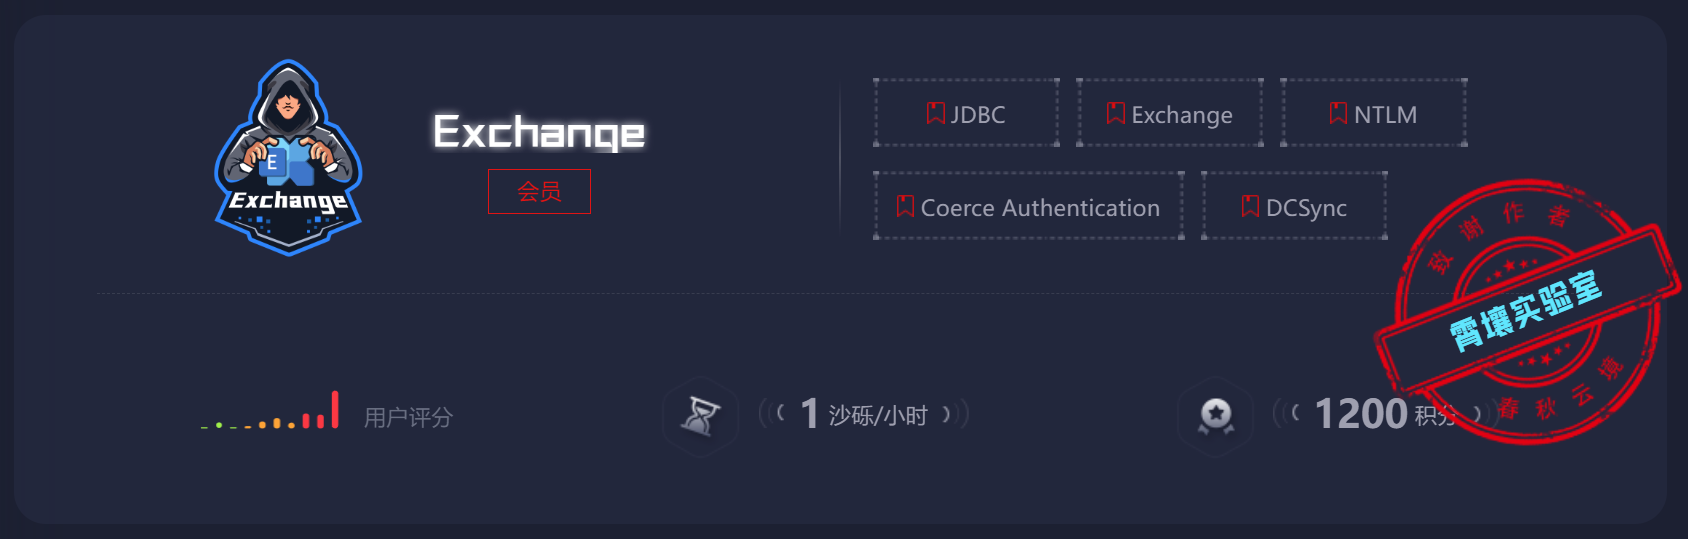 Exchange
会员
E
Exchange
JDBC
Exchange
NTLM
Coerce Authentication
DCSync
致谢作者
霄壤实验室
春秋云境
用户评分
1 沙砾/小时
1200 积分